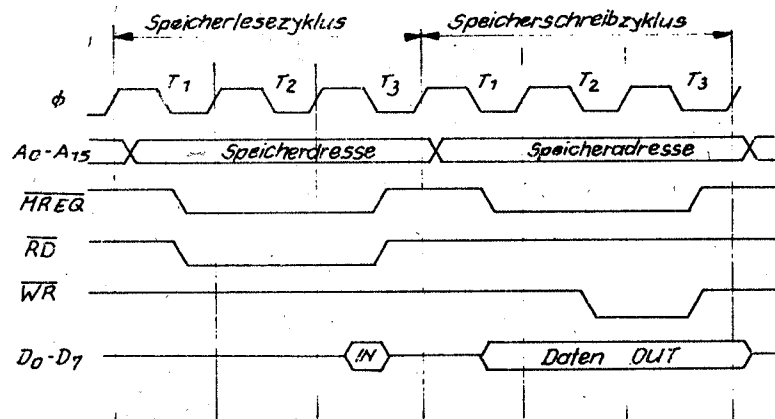 Speicherlesezyklus Speicherschreibzyklus
T1 T2 T3 T1 T2 T3
ϕ
A0-A15 Speicherdresse Speicheradresse
MREQ
RD
WR
D0-D7 IN Daten OUT